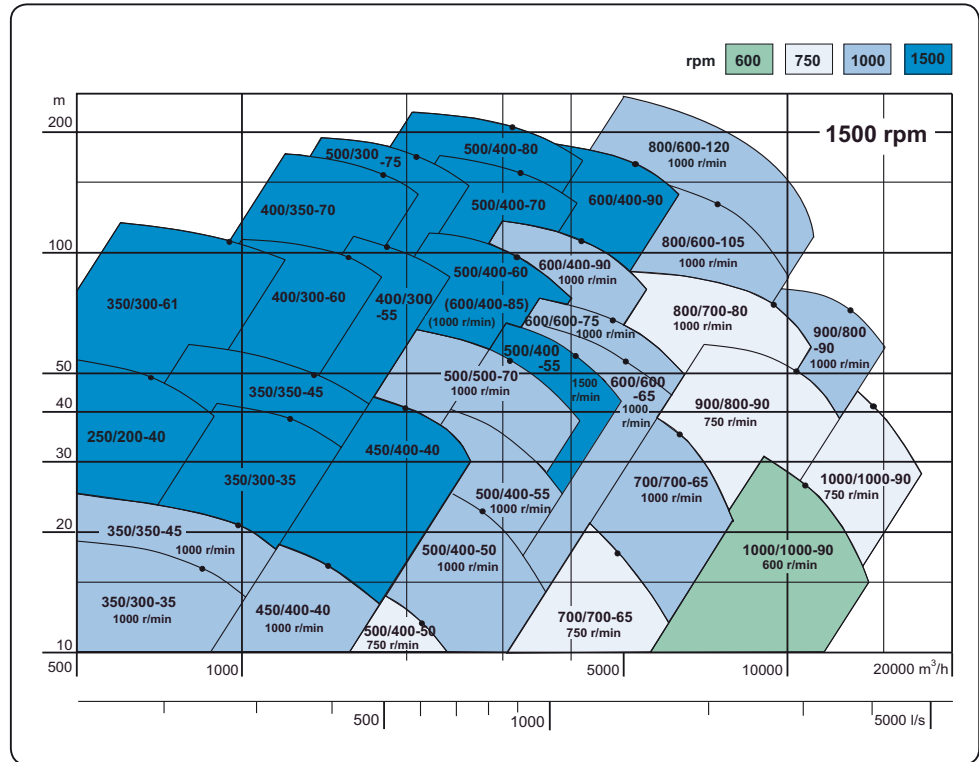 rpm 600 750 1000 1500
m
1500 rpm
200
100
50
40
30
20
10
500/300
-75
500/400-80
800/600-120
1000 r/min
400/350-70
500/400-70
600/400-90
800/600-105
1000 r/min
350/300-61
400/300-60
400/300
-55
500/400-60
(600/400-85)
(1000 r/min)
600/400-90
1000 r/min
600/600-75
1000 r/min
800/700-80
1000 r/min
900/800
-90
1000 r/min
500/400
-55
1500
r/min
500/500-70
1000 r/min
600/600
-65
1000
r/min
350/350-45
900/800-90
750 r/min
250/200-40
450/400-40
350/300-35
500/400-55
1000 r/min
700/700-65
1000 r/min
1000/1000-90
750 r/min
350/350-45
1000 r/min
500/400-50
1000 r/min
1000/1000-90
600 r/min
350/300-35
1000 r/min
450/400-40
1000 r/min
500/400-50
750 r/min
700/700-65
750 r/min
500 1000 5000 10000 20000 m³/h
500 1000 5000 l/s